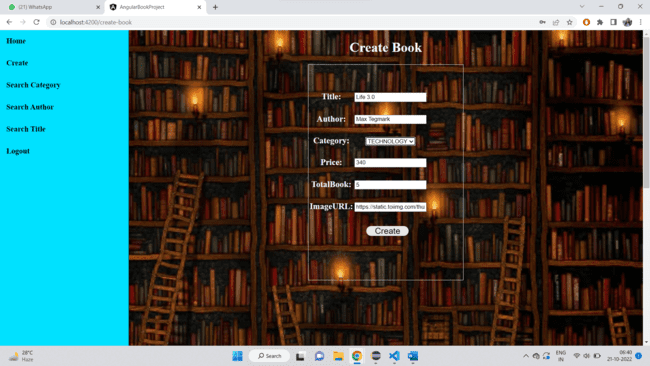 (21) WhatsApp
AngularBookProject
localhost:4200/create-book
Home
Create
Search Category
Search Author
Search Title
Logout
Create Book
Title: Life 3.0
Author: Max Tegmark
Category: TECHNOLOGY
Price: 340
TotalBook: 5
ImageURL: https://static.toiimg.com/thu
Create
28°C
Haze
Search
ENG
IN
21-10-2022